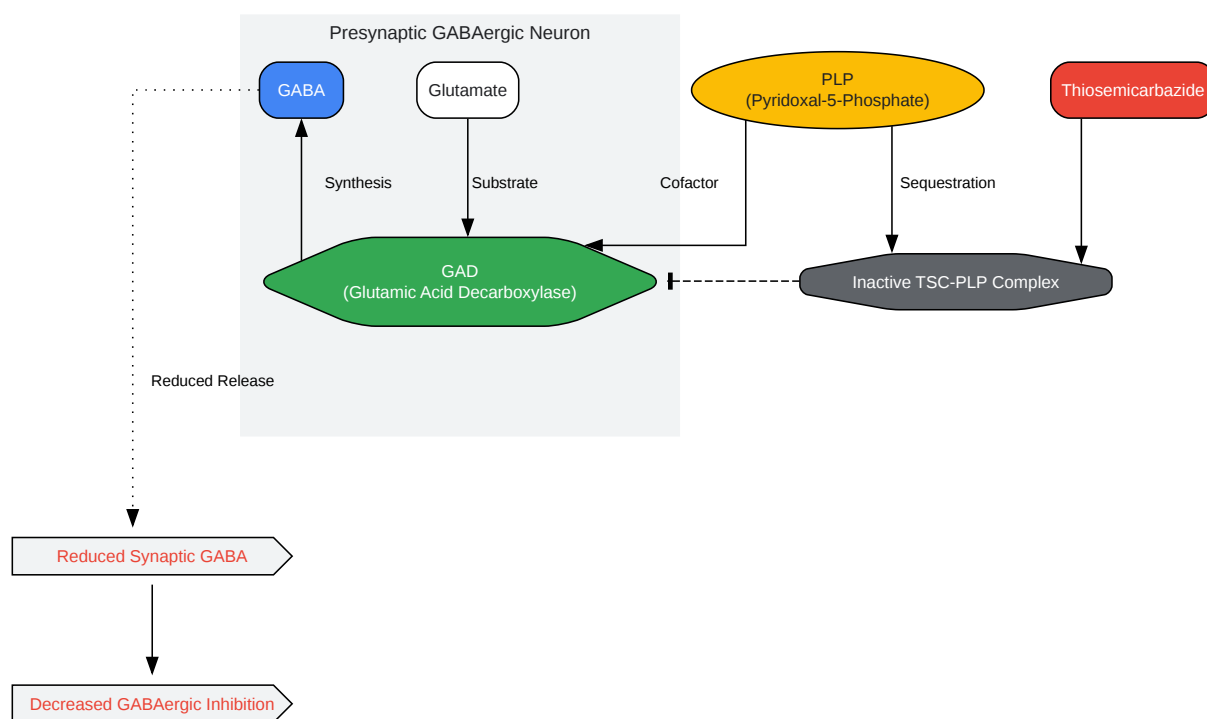 Presynaptic GABAergic Neuron
GABA
Glutamate
PLP
(Pyridoxal-5-Phosphate)
Thiosemicarbazide
Synthesis
Substrate
Cofactor
Sequestration
GAD
(Glutamic Acid Decarboxylase)
Inactive TSC-PLP Complex
Reduced Release
Reduced Synaptic GABA
Decreased GABAergic Inhibition